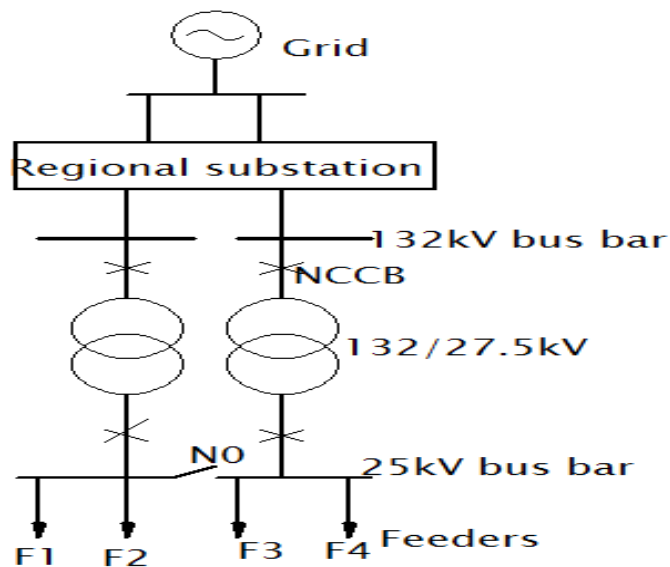 Grid
Regional substation
132kV bus bar
NCCB
132/27.5kV
N0
25kV bus bar
F1 F2 F3 F4 Feeders